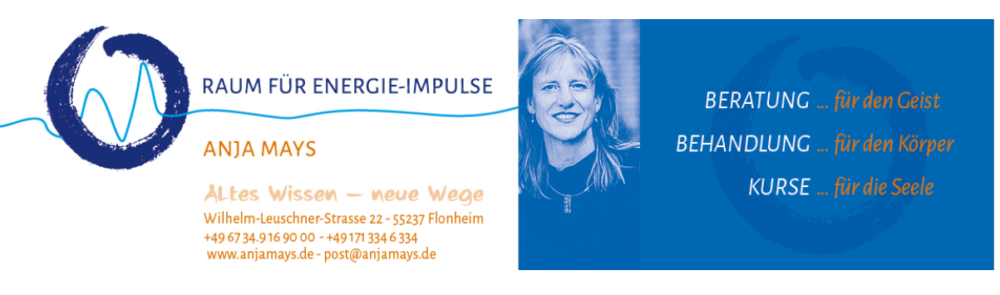 RAUM FÜR ENERGIE-IMPULSE
ANJA MAYS
Altes Wissen – neue Wege
Wilhelm-Leuschner-Strasse 22 - 55237 Flonheim
+49 67 34.9 16 90 00 - +49 171 334 6 334
www.anjamays.de - post@anjamays.de
BERATUNG ... für den Geist
BEHANDLUNG ... für den Körper
KURSE ... für die Seele